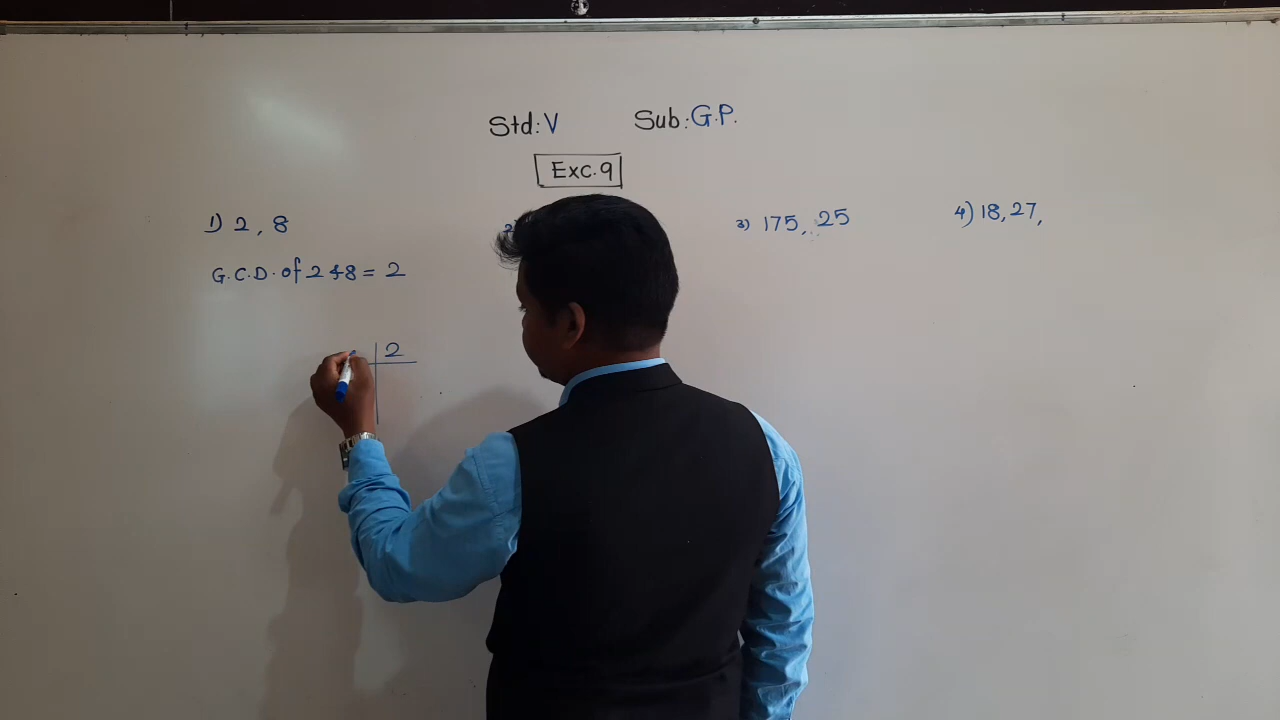 Std: V Sub: G.P.
Exc.9
1) 2, 8
3) 175, 25
4) 18, 27,
G.C.D. of 2 & 8 = 2
2